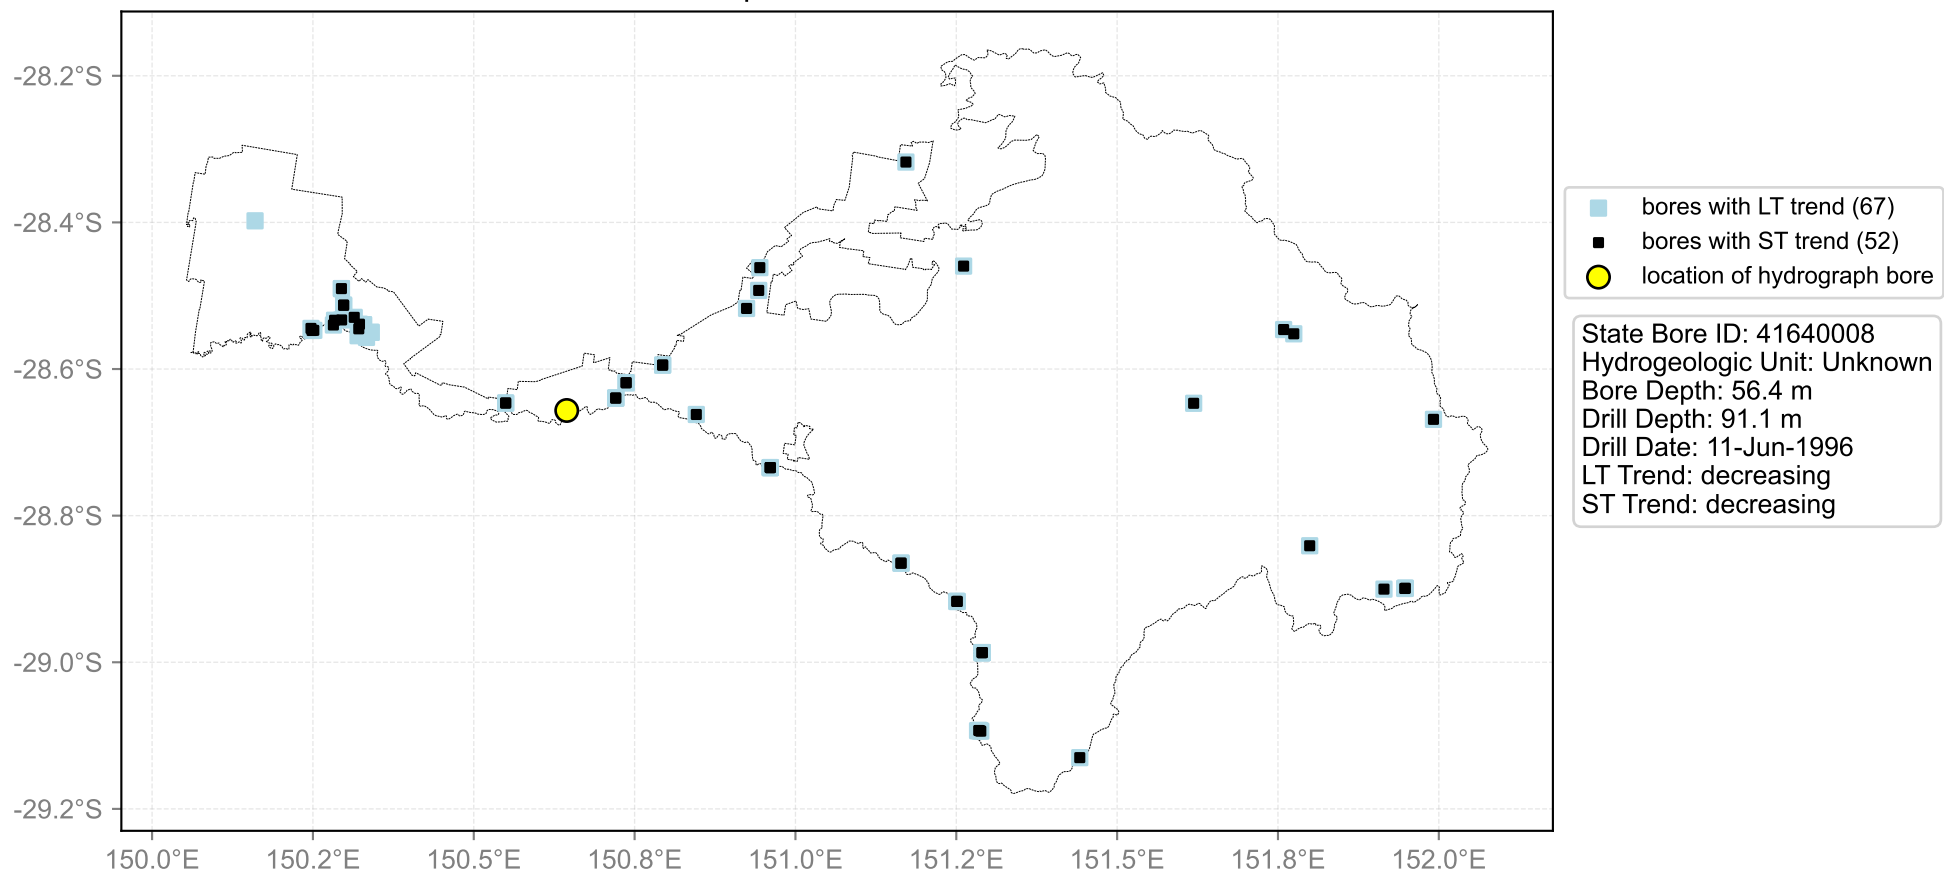 -28.2°S
-28.4°S
-28.6°S
-28.8°S
-29.0°S
-29.2°S
150.0°E
150.2°E
150.5°E
150.8°E
151.0°E
151.2°E
151.5°E
151.8°E
152.0°E
bores with LT trend (67)
bores with ST trend (52)
location of hydrograph bore
State Bore ID: 41640008
Hydrogeologic Unit: Unknown
Bore Depth: 56.4 m
Drill Depth: 91.1 m
Drill Date: 11-Jun-1996
LT Trend: decreasing
ST Trend: decreasing